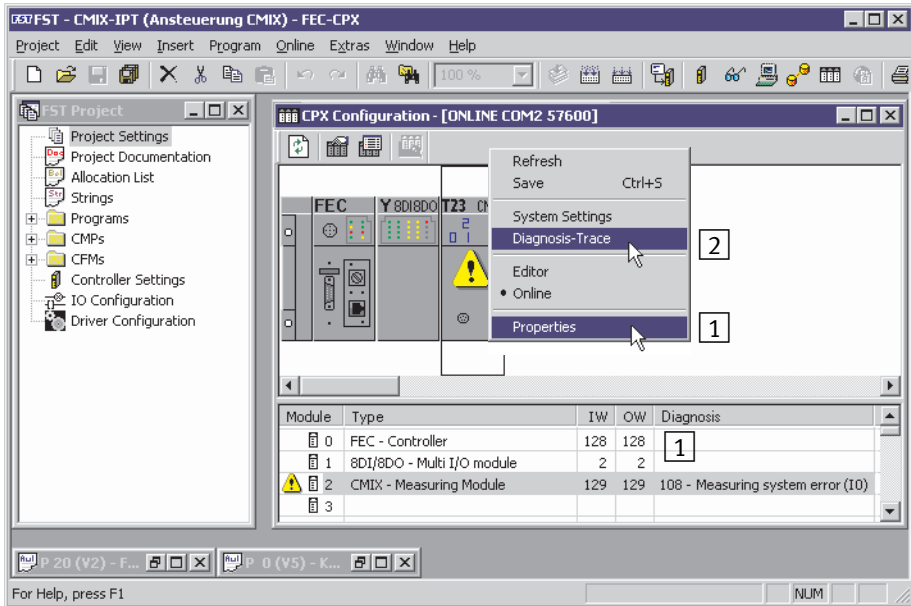 FST - CMIX-IPT (Ansteuerung CMIX) - FEC-CPX
Project Edit View Insert Program Online Extras Window Help
100 %
FST Project
Project Settings
Project Documentation
Allocation List
Strings
Programs
CMPs
CFMs
Controller Settings
IO Configuration
Driver Configuration
CPX Configuration - [ONLINE COM2 57600]
FEC
Y 8DI8DO
T23
2
0 1
Refresh
Save Ctrl+S
System Settings
Diagnosis-Trace
2
Editor
Online
Properties
1
Module Type IW OW Diagnosis
0 FEC - Controller 128 128
1
1 8DI/8DO - Multi I/O module 2 2
2 CMIX - Measuring Module 129 129 108 - Measuring system error (I0)
3
P 20 (V2) - F...
P 0 (V5) - K...
For Help, press F1
NUM